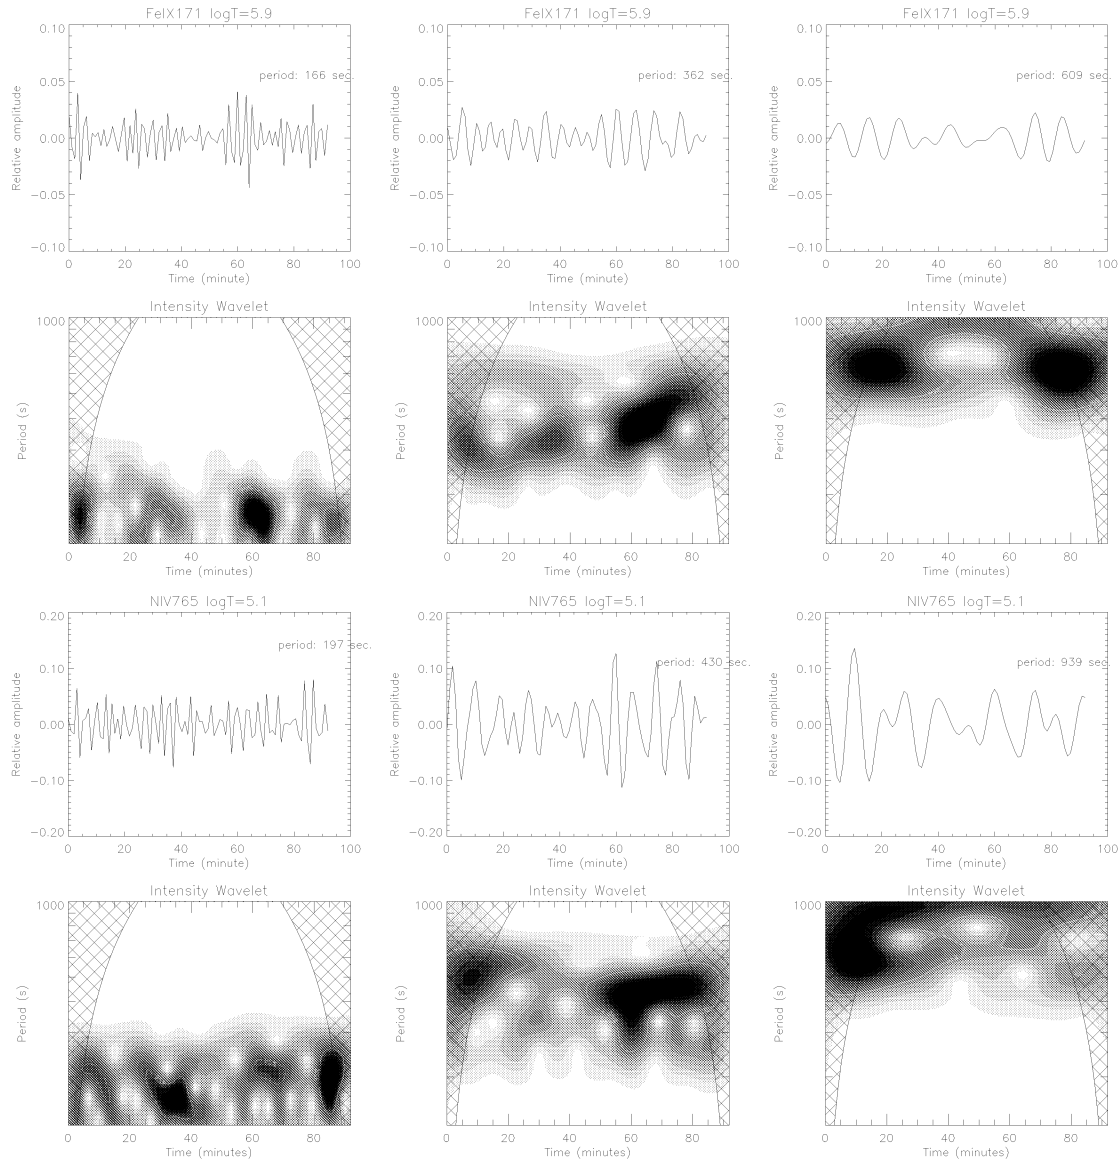 FeIX171 logT=5.9 FeIX171 logT=5.9 FeIX171 logT=5.9
0.10 0.10 0.10
period: 166 sec. period: 362 sec. period: 609 sec.
0.05 0.05 0.05
Relative amplitude Relative amplitude Relative amplitude
0.00 0.00 0.00
−0.05 −0.05 −0.05
−0.10 −0.10 −0.10
0 20 40 60 80 100 0 20 40 60 80 100 0 20 40 60 80 100
Time (minute) Time (minute) Time (minute)
Intensity Wavelet Intensity Wavelet Intensity Wavelet
1000 1000 1000
Period (s) Period (s) Period (s)
0 20 40 60 80 0 20 40 60 80 0 20 40 60 80
Time (minutes) Time (minutes) Time (minutes)
NIV765 logT=5.1 NIV765 logT=5.1 NIV765 logT=5.1
0.20 0.20 0.20
period: 197 sec. period: 430 sec. period: 939 sec.
0.10 0.10 0.10
Relative amplitude Relative amplitude Relative amplitude
0.00 0.00 0.00
−0.10 −0.10 −0.10
−0.20 −0.20 −0.20
0 20 40 60 80 100 0 20 40 60 80 100 0 20 40 60 80 100
Time (minute) Time (minute) Time (minute)
Intensity Wavelet Intensity Wavelet Intensity Wavelet
1000 1000 1000
Period (s) Period (s) Period (s)
0 20 40 60 80 0 20 40 60 80 0 20 40 60 80
Time (minutes) Time (minutes) Time (minutes)